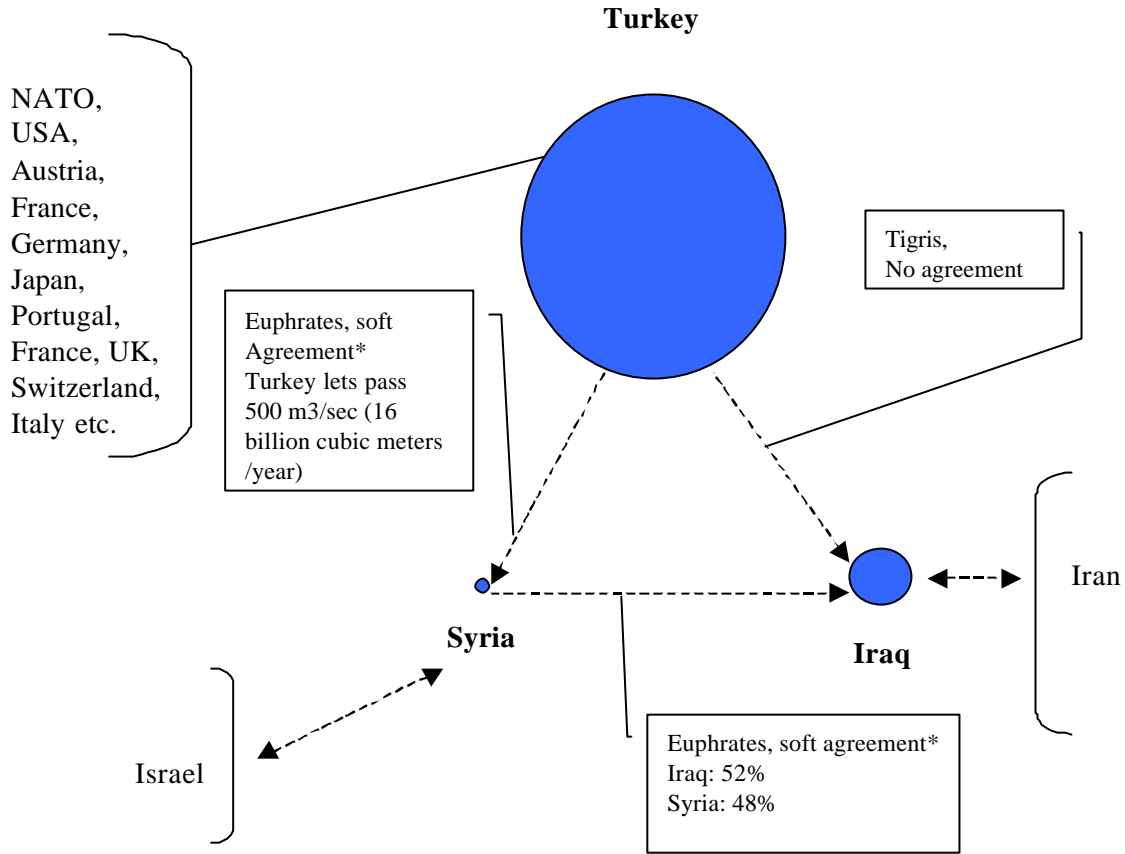 Turkey
NATO,
USA,
Austria,
France,
Germany,
Japan,
Portugal,
France, UK,
Switzerland,
Italy etc.
Tigris,
No agreement
Euphrates, soft
Agreement*
Turkey lets pass
500 m3/sec (16
billion cubic meters
/year)
Iran
Syria
Iraq
Israel
Euphrates, soft agreement*
Iraq: 52%
Syria: 48%